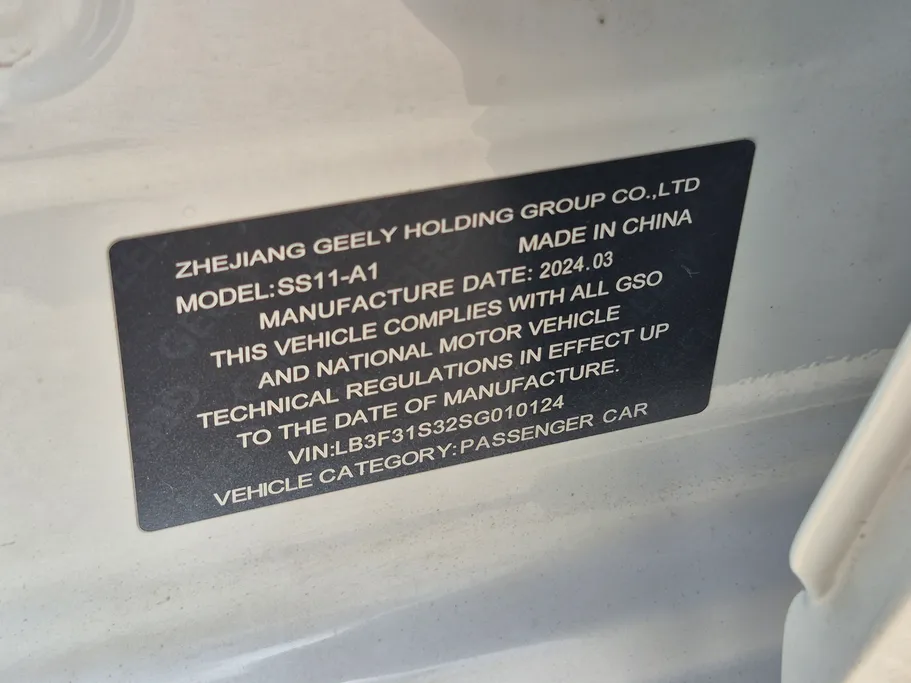 ZHEJIANG GEELY HOLDING GROUP CO.,LTD
MODEL:SS11-A1 MADE IN CHINA
MANUFACTURE DATE: 2024.03
THIS VEHICLE COMPLIES WITH ALL GSO
AND NATIONAL MOTOR VEHICLE
TECHNICAL REGULATIONS IN EFFECT UP
TO THE DATE OF MANUFACTURE.
VIN:LB3F31S32SG010124
VEHICLE CATEGORY:PASSENGER CAR